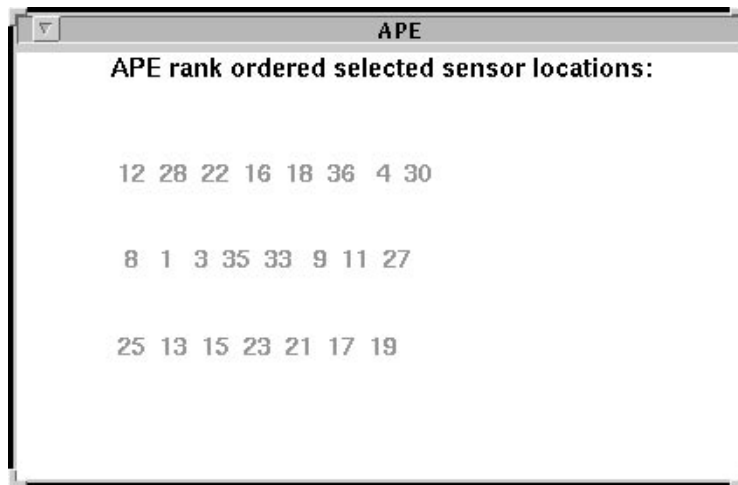 APE
APE rank ordered selected sensor locations:
12 28 22 16 18 36 4 30
8 1 3 35 33 9 11 27
25 13 15 23 21 17 19